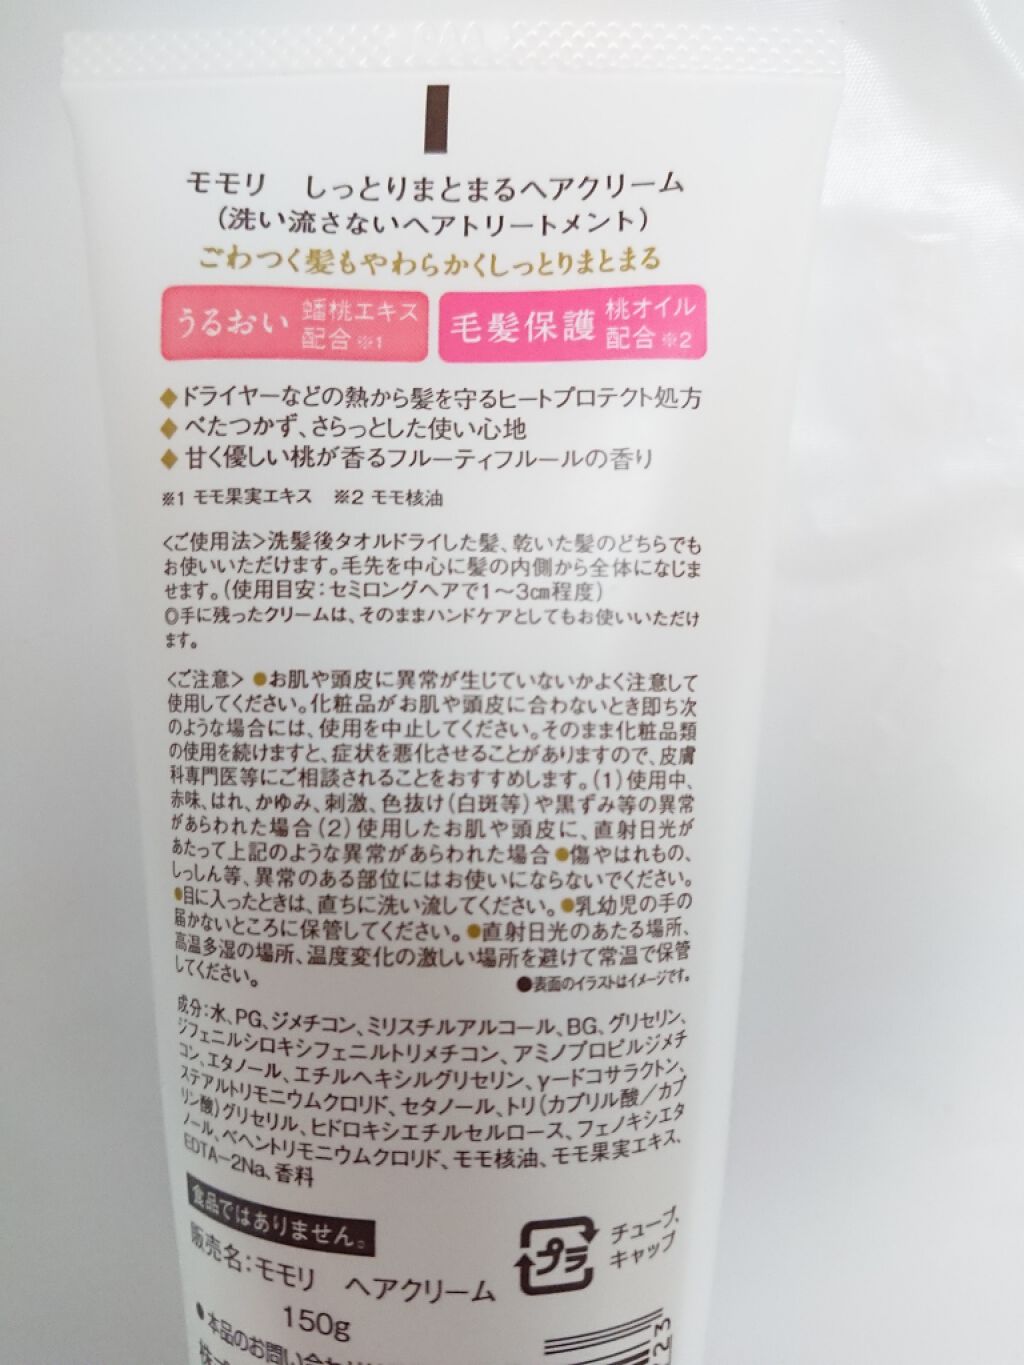 モモリ しっとりまとまるヘアクリーム
(洗い流さないヘアトリートメント)
ごわつく髪もやわらかくしっとりまとまる
うるおい 蟠桃エキス配合※1 毛髪保護 桃オイル配合※2
◆ドライヤーなどの熱から髪を守るヒートプロテクト処方
◆べたつかず、さらっとした使い心地
◆甘く優しい桃が香るフルーティフルールの香り
※1 モモ果実エキス ※2 モモ核油
<ご使用法>洗髪後タオルドライした髪、乾いた髪のどちらでも
お使いいただけます。毛先を中心に髪の内側から全体になじま
せます。(使用目安:セミロングヘアで1〜3㎝程度)
◎手に残ったクリームは、そのままハンドケアとしてもお使いいただけ
ます。
<ご注意>●お肌や頭皮に異常が生じていないかよく注意して
使用してください。化粧品がお肌や頭皮に合わないとき即ち次
のような場合には、使用を中止してください。そのまま化粧品類
の使用を続けますと、症状を悪化させることがありますので、皮膚
科専門医等にご相談されることをおすすめします。(1)使用中、
赤味、はれ、かゆみ、刺激、色抜け(白斑等)や黒ずみ等の異常
があらわれた場合(2)使用したお肌や頭皮に、直射日光が
あたって上記のような異常があらわれた場合●傷やはれもの、
しっしん等、異常のある部位にはお使いにならないでください。
●目に入ったときは、直ちに洗い流してください。●乳幼児の手の
届かないところに保管してください。●直射日光のあたる場所、
高温多湿の場所、温度変化の激しい場所を避けて常温で保管
してください。 ●表面のイラストはイメージです。
成分:水、PG、ジメチコン、ミリスチルアルコール、BG、グリセリン、
ジフェニルシロキシフェニルトリメチコン、アミノプロピルジメチ
コン、エタノール、エチルヘキシルグリセリン、γ-ドコサラクトン、
ステアルトリモニウムクロリド、セタノール、トリ(カプリル酸/カプ
リン酸)グリセリル、ヒドロキシエチルセルロース、フェノキシエタ
ノール、ベヘントリモニウムクロリド、モモ核油、モモ果実エキス、
EDTA-2Na、香料
食品ではありません。
販売名:モモリ ヘアクリーム
プラ
チューブ、
キャップ
150g
●本品のお問い合わ
株式
223